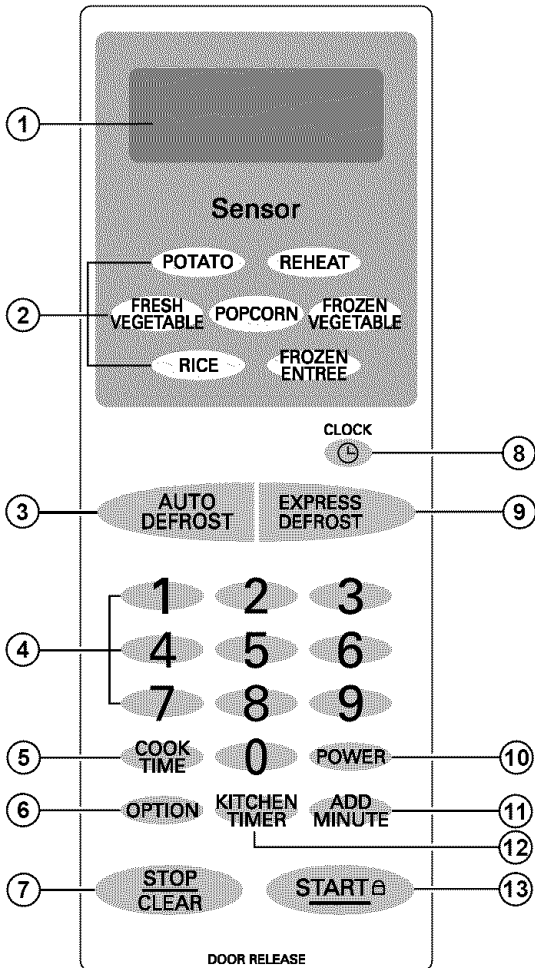 1
Sensor
POTATO REHEAT
2 FRESH VEGETABLE POPCORN FROZEN VEGETABLE
RICE FROZEN ENTREE
CLOCK
8
3 AUTO DEFROST EXPRESS DEFROST 9
1 2 3
4 4 5 6
7 8 9
5 COOK TIME 0 POWER 10
6 OPTION KITCHEN TIMER ADD MINUTE 11
12
7 STOP CLEAR START 13
DOOR RELEASE